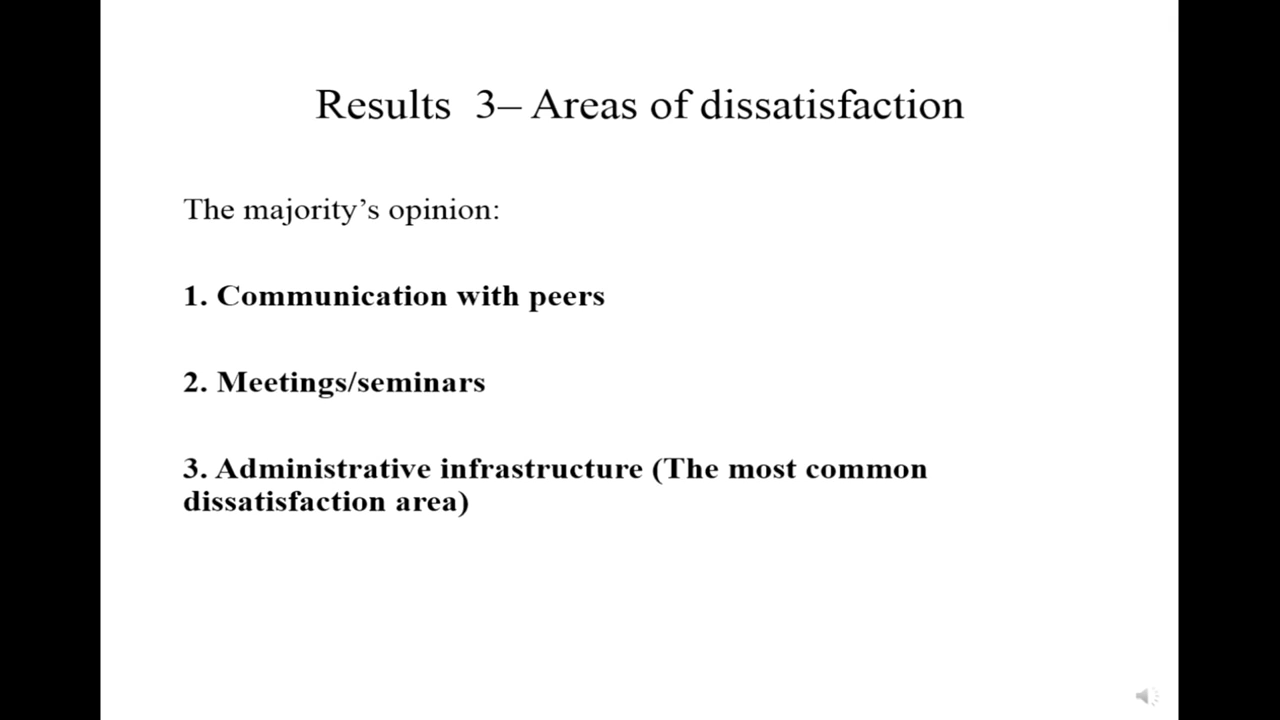 Results  3– Areas of dissatisfaction
The majority’s opinion:
1. Communication with peers
2. Meetings/seminars
3. Administrative infrastructure (The most common
dissatisfaction area)